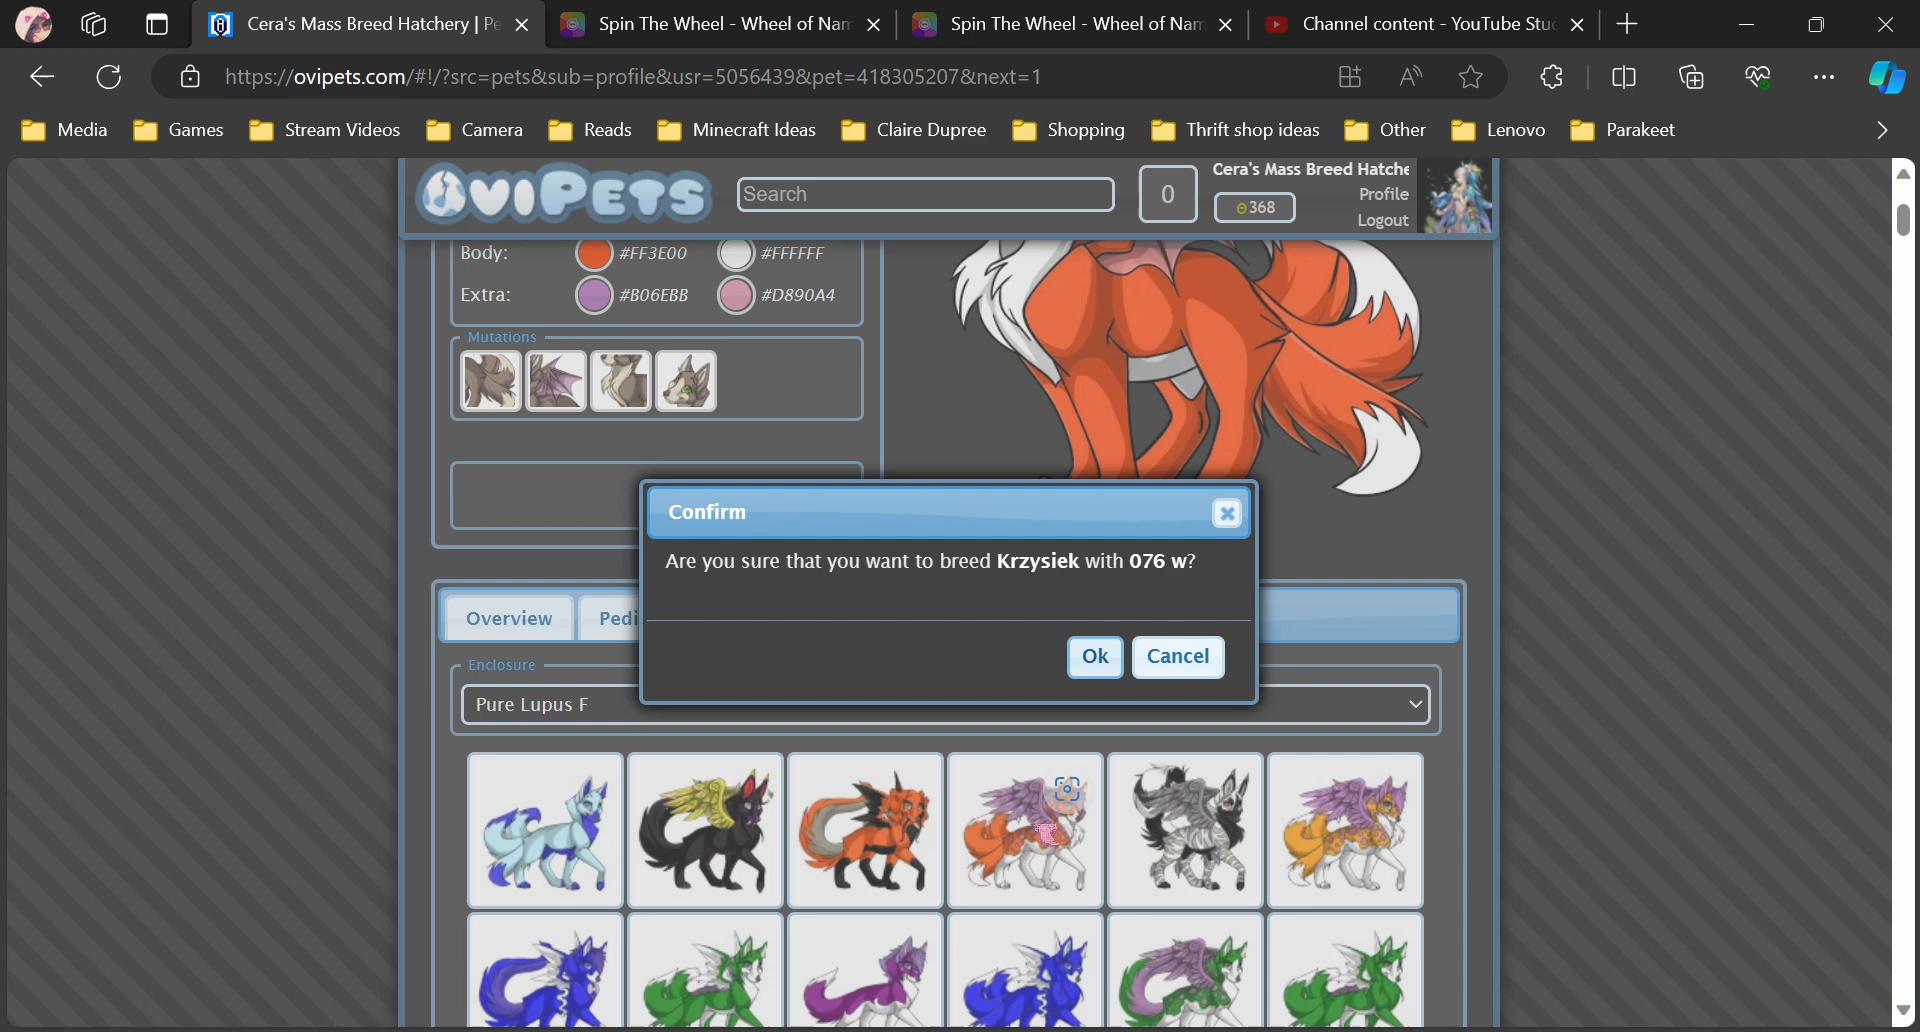 Cera's Mass Breed Hatchery | Pe
Spin The Wheel - Wheel of Nam
Spin The Wheel - Wheel of Nam
Channel content - YouTube Stu
https://ovipets.com/#!/?src=pets&sub=profile&usr=5056439&pet=418305207&next=1
Media
Games
Stream Videos
Camera
Reads
Minecraft Ideas
Claire Dupree
Shopping
Thrift shop ideas
Other
Lenovo
Parakeet
OviPets
Search
0
Cera's Mass Breed Hatche
368
Profile
Logout
Body: #FF3E00 #FFFFFF
Extra: #B06EBB #D890A4
Mutations
Confirm
Are you sure that you want to breed Krzysiek with 076 w?
Ok
Cancel
Overview
Pedi
Enclosure
Pure Lupus F